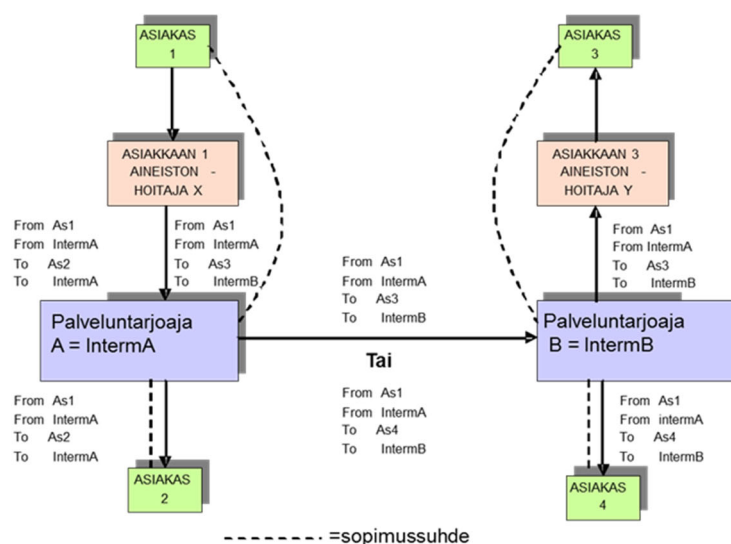 ASIAKAS
1
ASIAKAS
3
ASIAKKAAN 1
AINEISTON -
HOITAJA X
ASIAKKAAN 3
AINEISTON -
HOITAJA Y
From As1
From IntermA
To As2
To IntermA
From As1
From IntermA
To As3
To IntermB
From As1
From IntermA
To As3
To IntermB
From As1
From IntermA
To As3
To IntermB
Palveluntarjoaja
A = IntermA
Palveluntarjoaja
B = IntermB
Tai
From As1
From IntermA
To As2
To IntermA
From As1
From IntermA
To As4
To IntermB
From As1
From intermA
To As4
To IntermB
ASIAKAS
2
ASIAKAS
4
=sopimussuhde